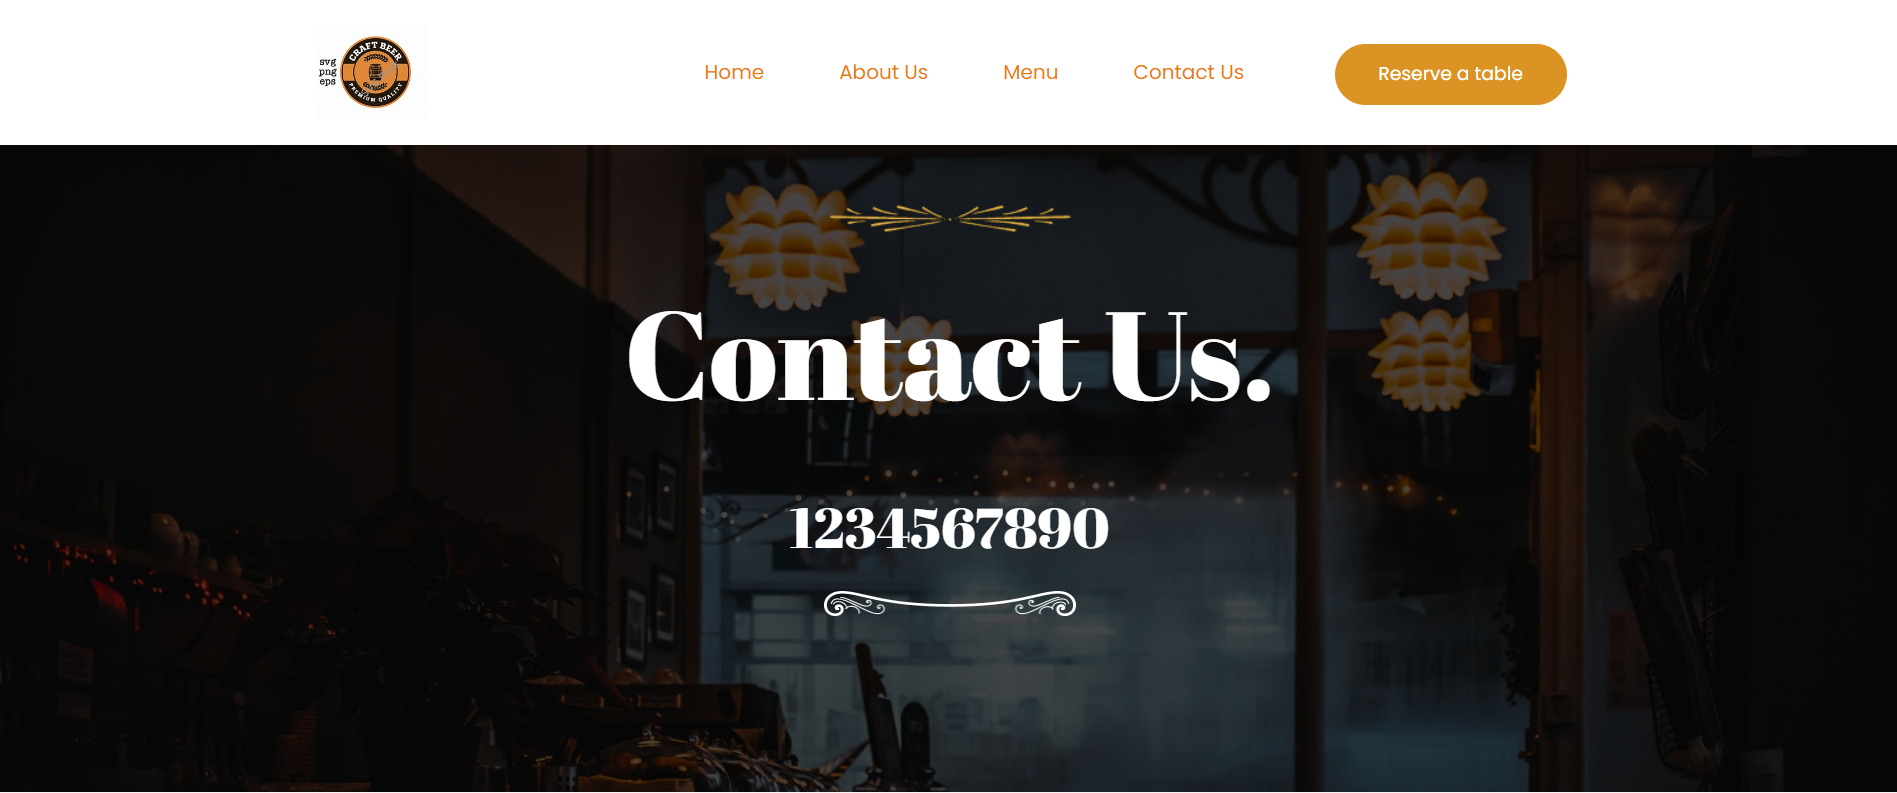 svg
png
eps
CRAFT BEER
PREMIUM QUALITY
Home
About Us
Menu
Contact Us
Reserve a table
Contact Us.
1234567890